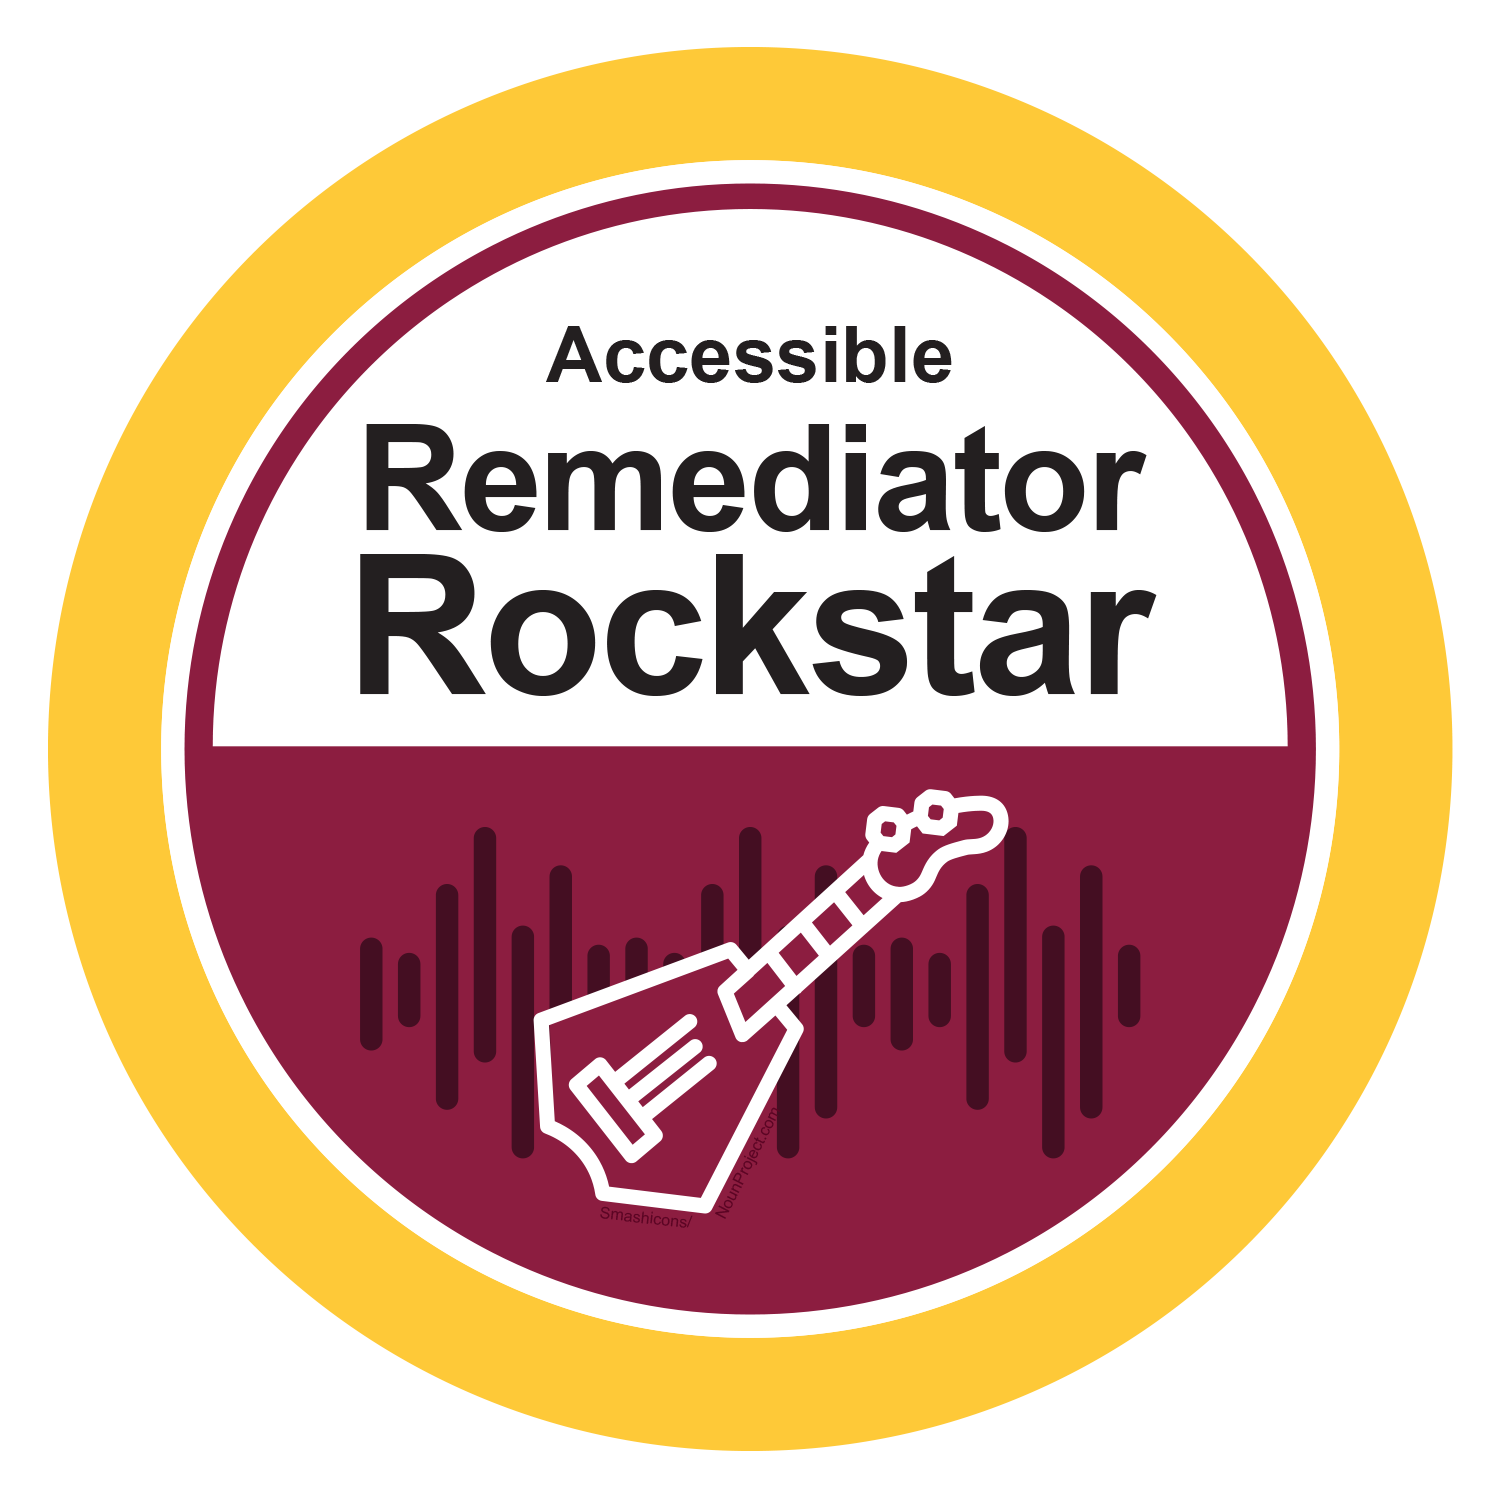 Accessible
Remediator
Rockstar
Smashicons/
NounProject.com